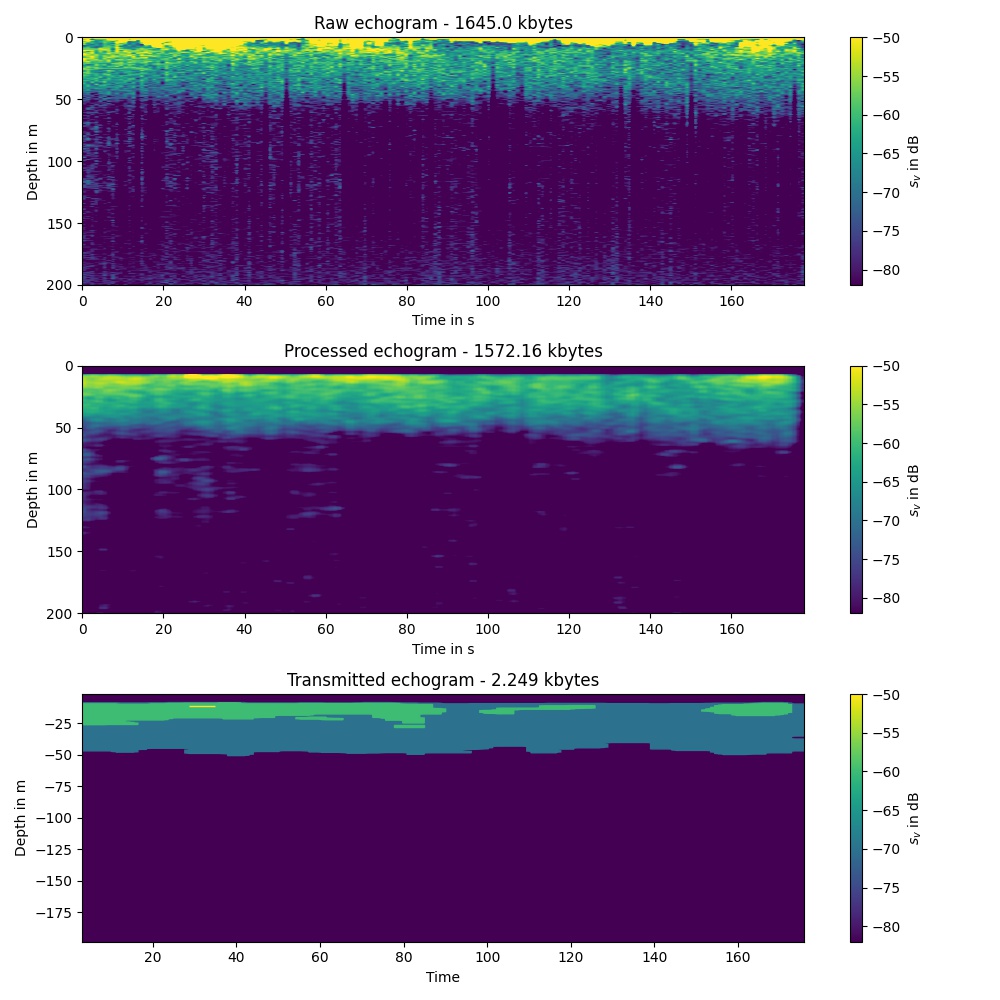 Raw echogram - 1645.0 kbytes
0
50
100
150
200
Depth in m
0 20 40 60 80 100 120 140 160
Time in s
−50
−55
−60
−65
−70
−75
−80
s_v in dB
Processed echogram - 1572.16 kbytes
0
50
100
150
200
Depth in m
0 20 40 60 80 100 120 140 160
Time in s
−50
−55
−60
−65
−70
−75
−80
s_v in dB
Transmitted echogram - 2.249 kbytes
−25
−50
−75
−100
−125
−150
−175
Depth in m
20 40 60 80 100 120 140 160
Time
−50
−55
−60
−65
−70
−75
−80
s_v in dB